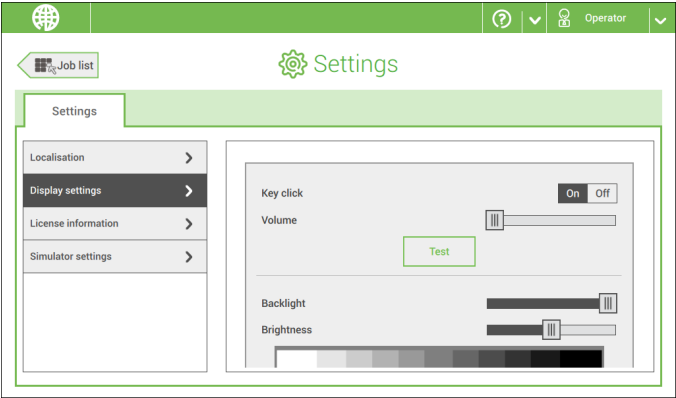 Operator
Job list
Settings
Settings
Localisation
Display settings
License information
Simulator settings
Key click
On Off
Volume
Test
Backlight
Brightness